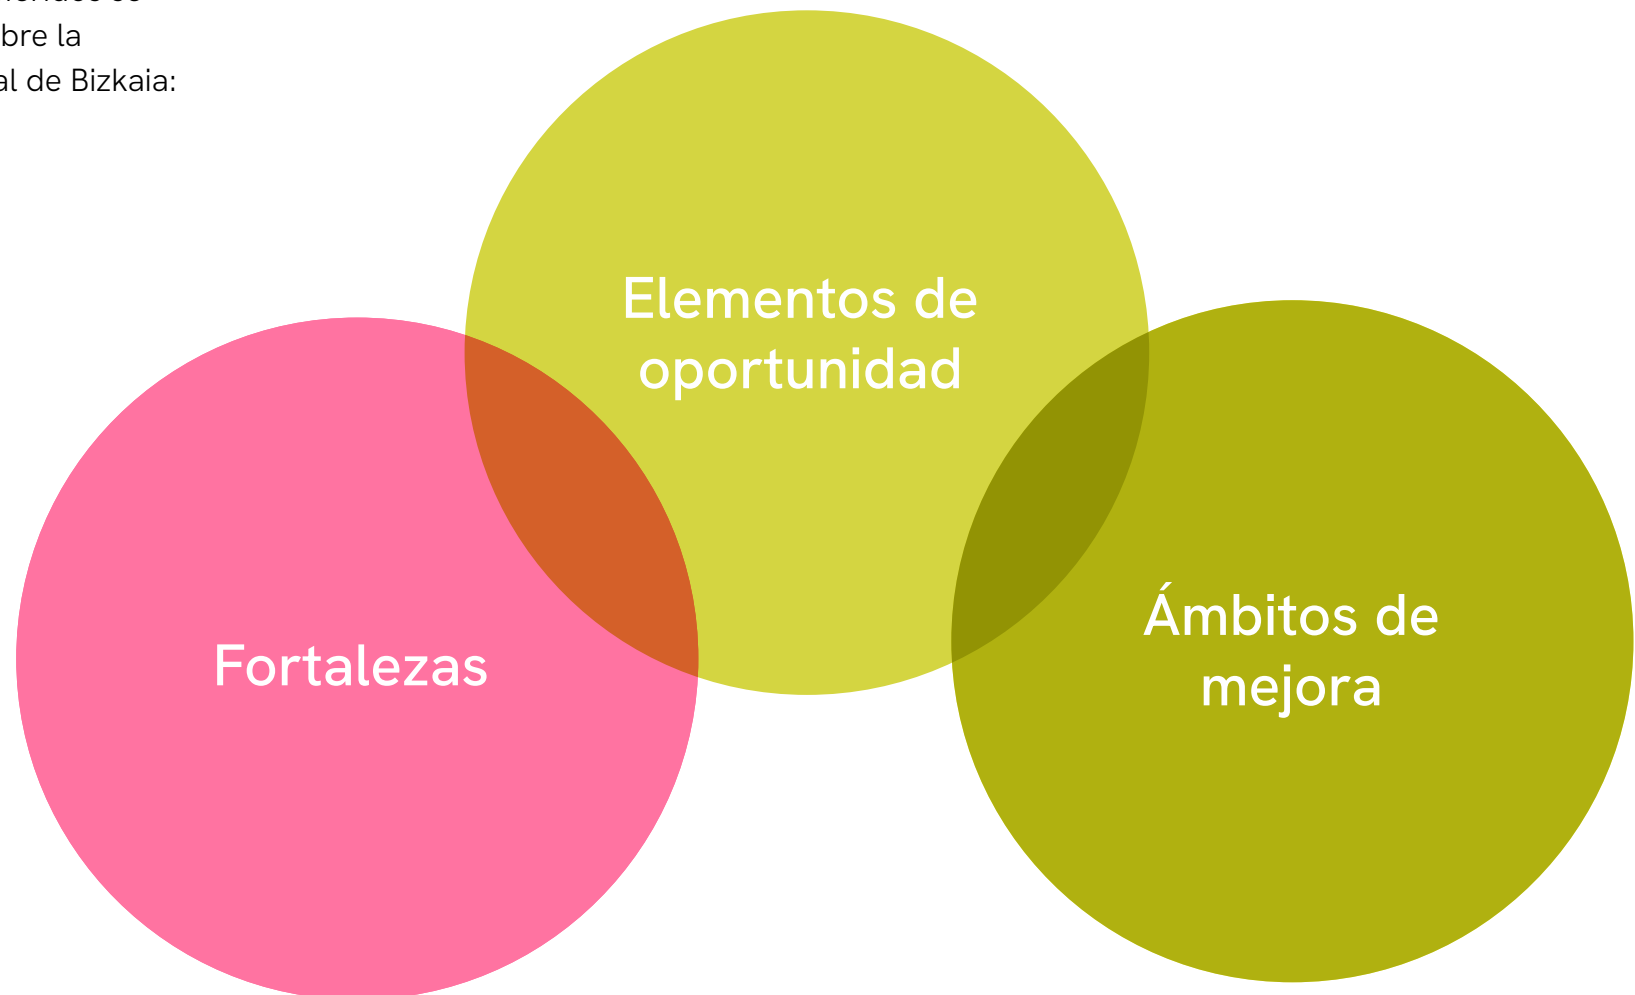 bre la
al de Bizkaia:
Elementos de
oportunidad
Fortalezas
Ámbitos de
mejora